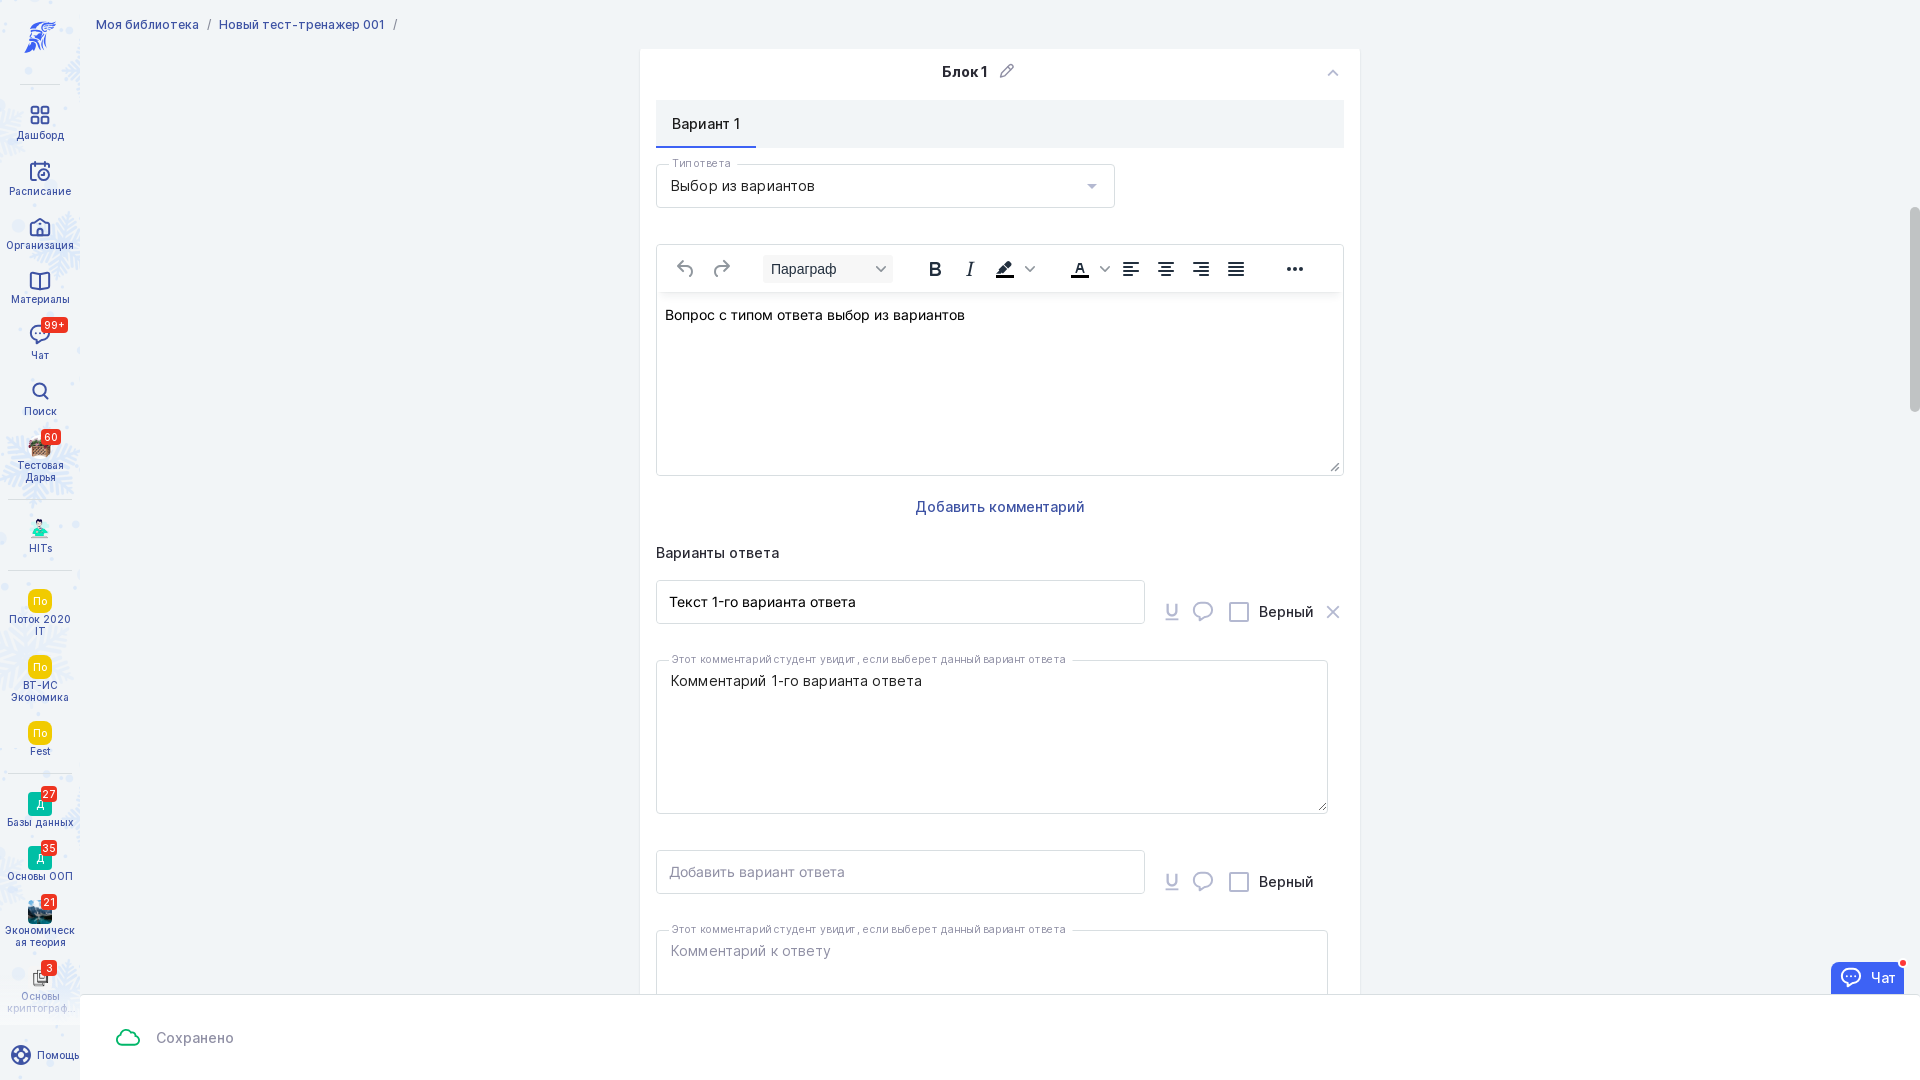 Моя библиотека / Новый тест-тренажер 001 /
Блок 1
Вариант 1
Тип ответа
Выбор из вариантов
Параграф
B I A
Вопрос с типом ответа выбор из вариантов
Добавить комментарий
Варианты ответа
Текст 1-го варианта ответа
U
Верный
Этот комментарий студент увидит, если выберет данный вариант ответа
Комментарий 1-го варианта ответа
Добавить вариант ответа
U
Верный
Этот комментарий студент увидит, если выберет данный вариант ответа
Комментарий к ответу
Чат
Сохранено
Дашборд
Расписание
Организация
Материалы
99+
Чат
Поиск
60
Тестовая
Дарья
HITs
По
Поток 2020
IT
По
ВТ-ИС
Экономика
По
Fest
27
Д
Базы данных
35
Д
Основы ООП
21
Экономическ
ая теория
3
Основы
криптограф...
Помощь